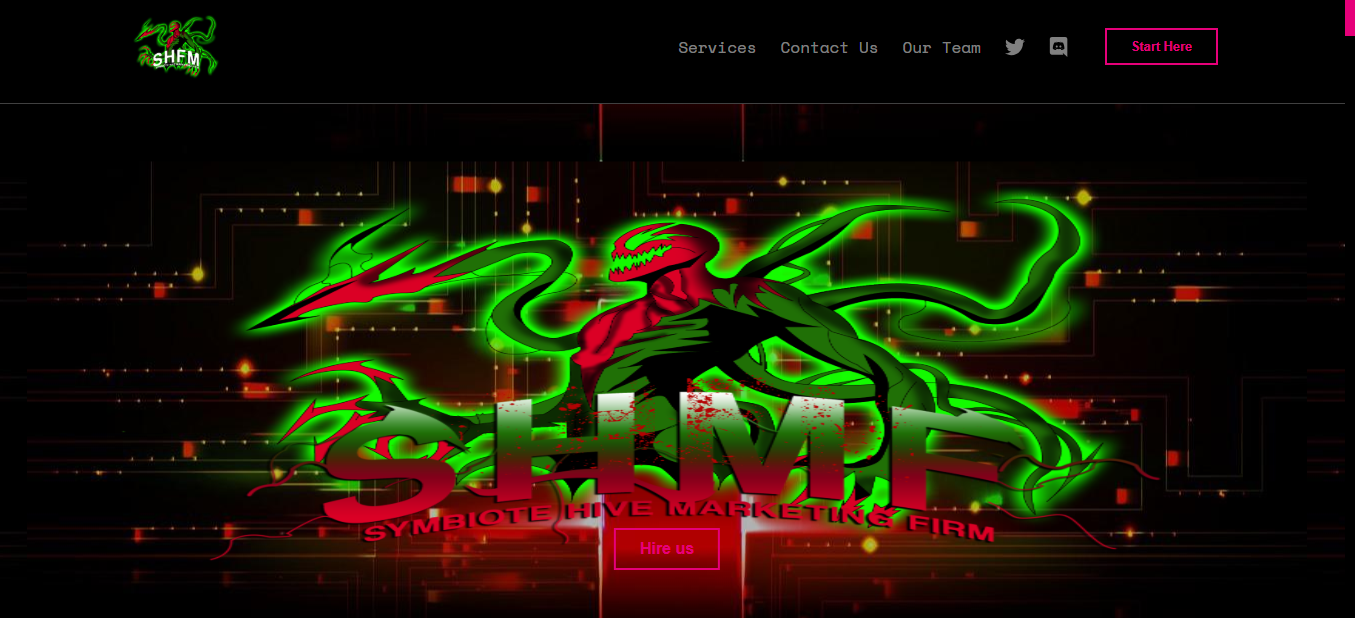 SHFM
Services
Contact Us
Our Team
Start Here
SHMF
SYMBIOTE HIVE MARKETING FIRM
Hire us